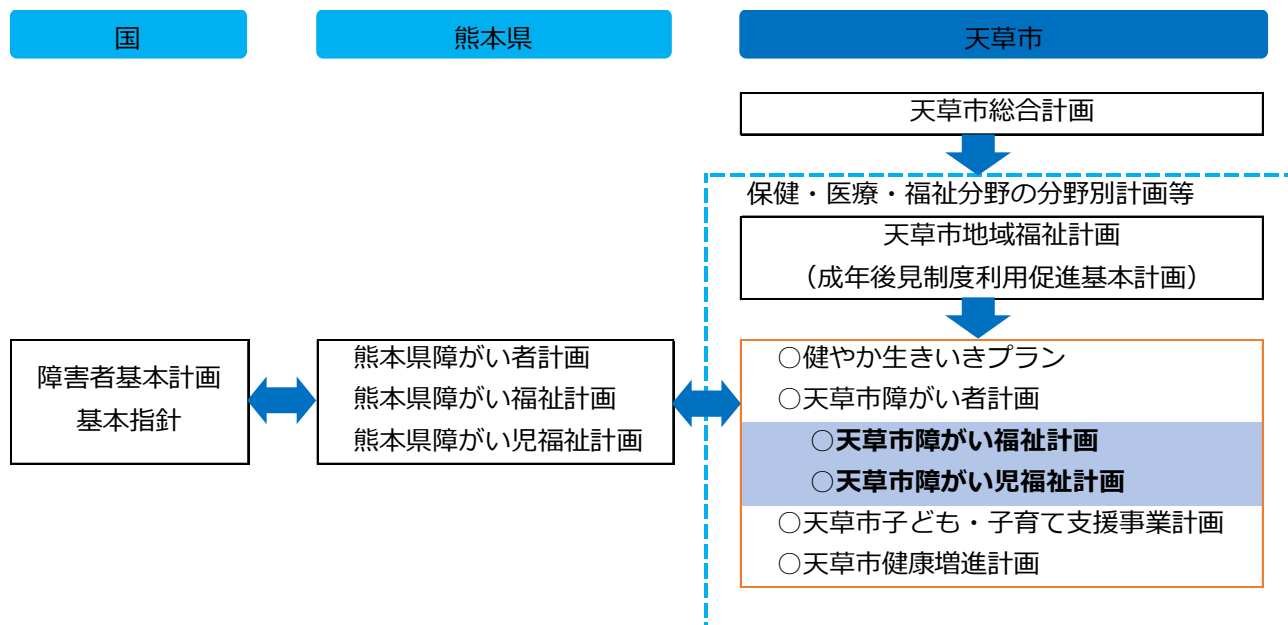 国
熊本県
天草市
天草市総合計画
保健・医療・福祉分野の分野別計画等
天草市地域福祉計画
（成年後見制度利用促進基本計画）
障害者基本計画
基本指針
熊本県障がい者計画
熊本県障がい福祉計画
熊本県障がい児福祉計画
○健やか生きいきプラン
○天草市障がい者計画
○天草市障がい福祉計画
○天草市障がい児福祉計画
○天草市子ども・子育て支援事業計画
○天草市健康増進計画